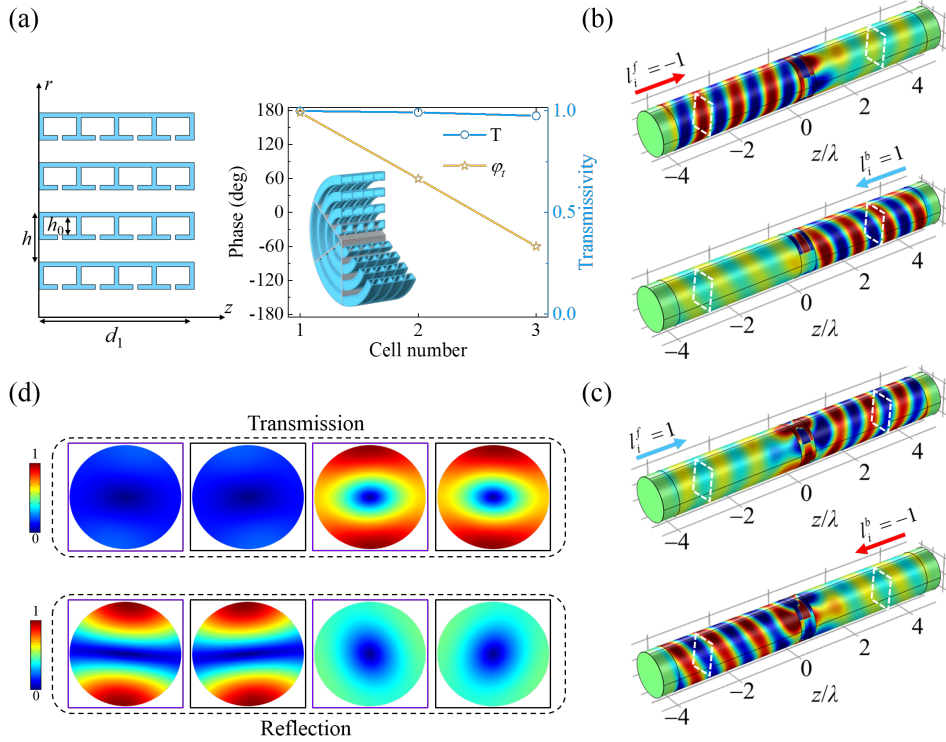 (a)
r
h
h₀
z
d₁
Phase (deg)
180
120
60
0
-60
-120
-180
1
2
3
Cell number
T
φₜ
1.0
0.5
0.0
Transmissivity
(b)
lᵢᶠ = −1
−4
−2
0
2
4
z/λ
lᵢᵇ = 1
−4
−2
0
2
4
z/λ
(c)
lᵢᶠ = 1
−4
−2
0
2
4
z/λ
lᵢᵇ = −1
−4
−2
0
2
4
z/λ
(d)
Transmission
1
0
1
0
Reflection